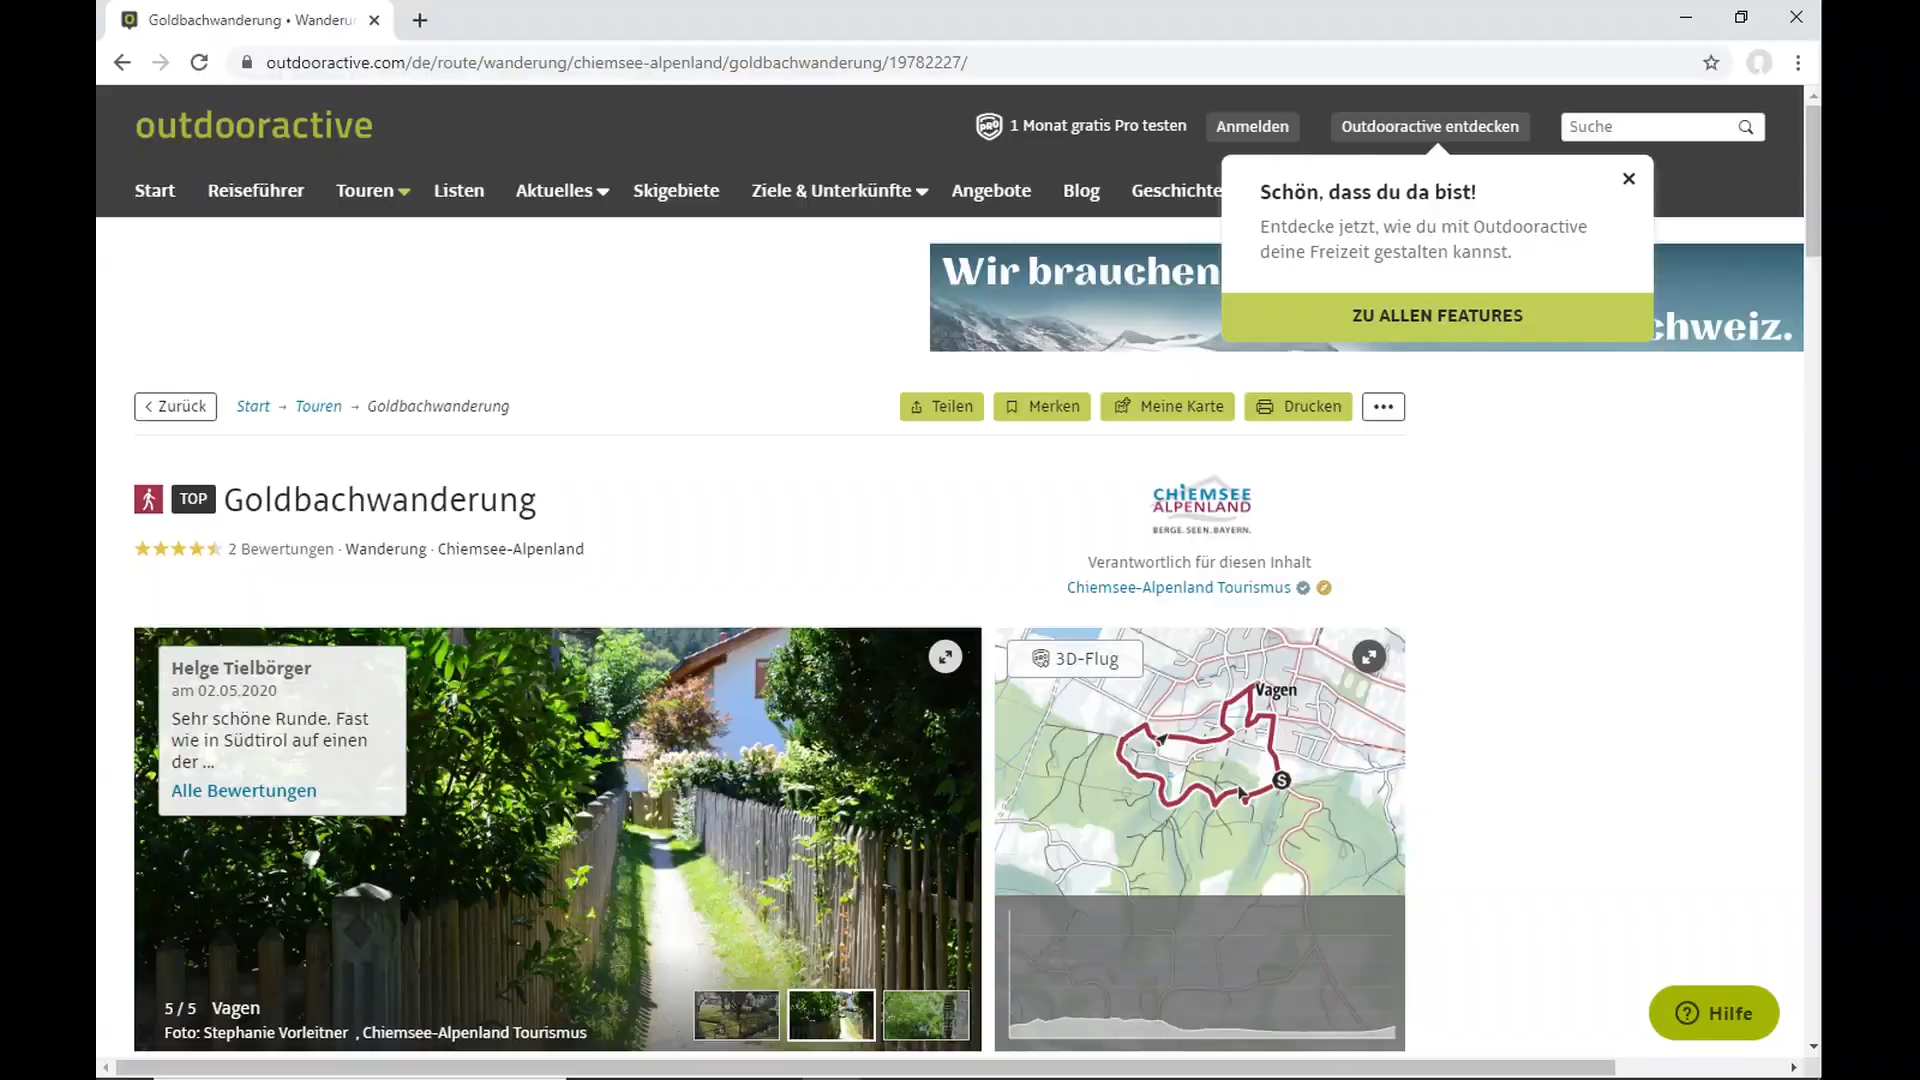 Goldbachwanderung • Wanderun
outdooractive.com/de/route/wanderung/chiemsee-alpenland/goldbachwanderung/19782227/
outdooractive
PRO 1 Monat gratis Pro testen
Anmelden
Outdooractive entdecken
Suche
Start
Reiseführer
Touren
Listen
Aktuelles
Skigebiete
Ziele & Unterkünfte
Angebote
Blog
Geschichte
Schön, dass du da bist!
Entdecke jetzt, wie du mit Outdooractive
deine Freizeit gestalten kannst.
ZU ALLEN FEATURES
Wir brauchen
chweiz.
Zurück
Start → Touren → Goldbachwanderung
Teilen
Merken
Meine Karte
Drucken
TOP Goldbachwanderung
2 Bewertungen · Wanderung · Chiemsee-Alpenland
CHiEMSEE
ALPENLAND
BERGE.SEEN.BAYERN.
Verantwortlich für diesen Inhalt
Chiemsee-Alpenland Tourismus
Helge Tielbörger
am 02.05.2020
Sehr schöne Runde. Fast
wie in Südtirol auf einen
der ...
Alle Bewertungen
5 / 5 Vagen
Foto: Stephanie Vorleitner , Chiemsee-Alpenland Tourismus
3D-Flug
Vagen
S
Hilfe